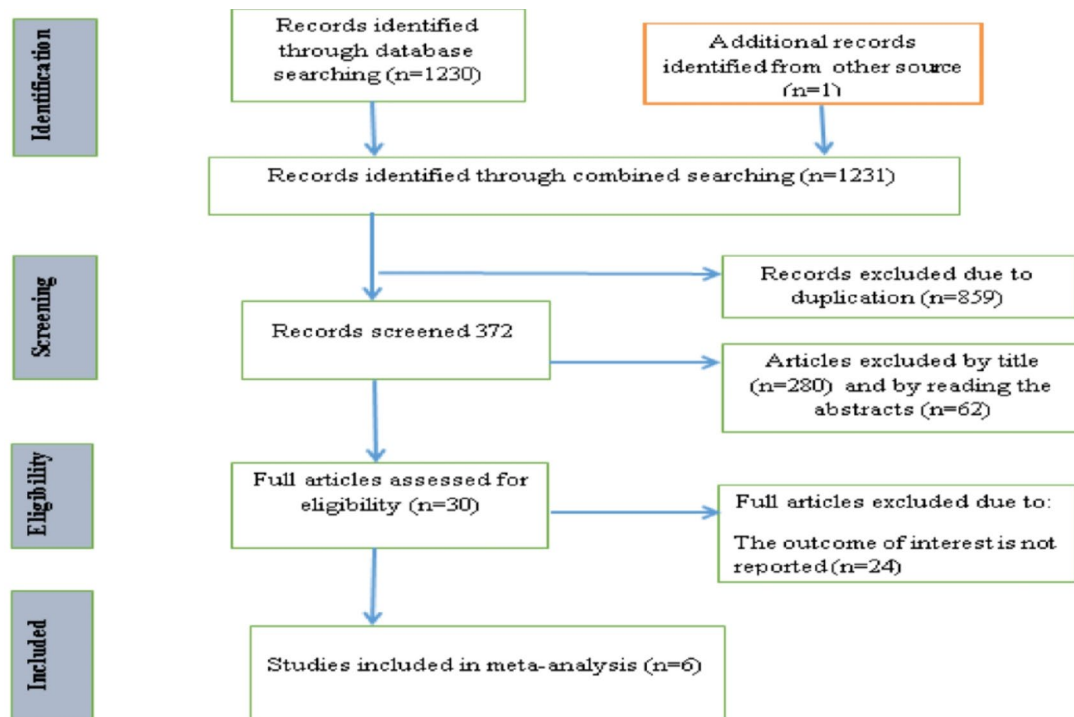 Identification
Records identified
through database
searching (n=1230)
Additional records
identified from other source
(n=1)
Records identified through combined searching (n=1231)
Screening
Records excluded due to
duplication (n=859)
Records screened 372
Articles excluded by title
(n=280) and by reading the
abstracts (n=62)
Eligibility
Full articles assessed for
eligibility (n=30)
Full articles excluded due to:
The outcome of interest is not
reported (n=24)
Included
Studies included in meta-analysis (n=6)